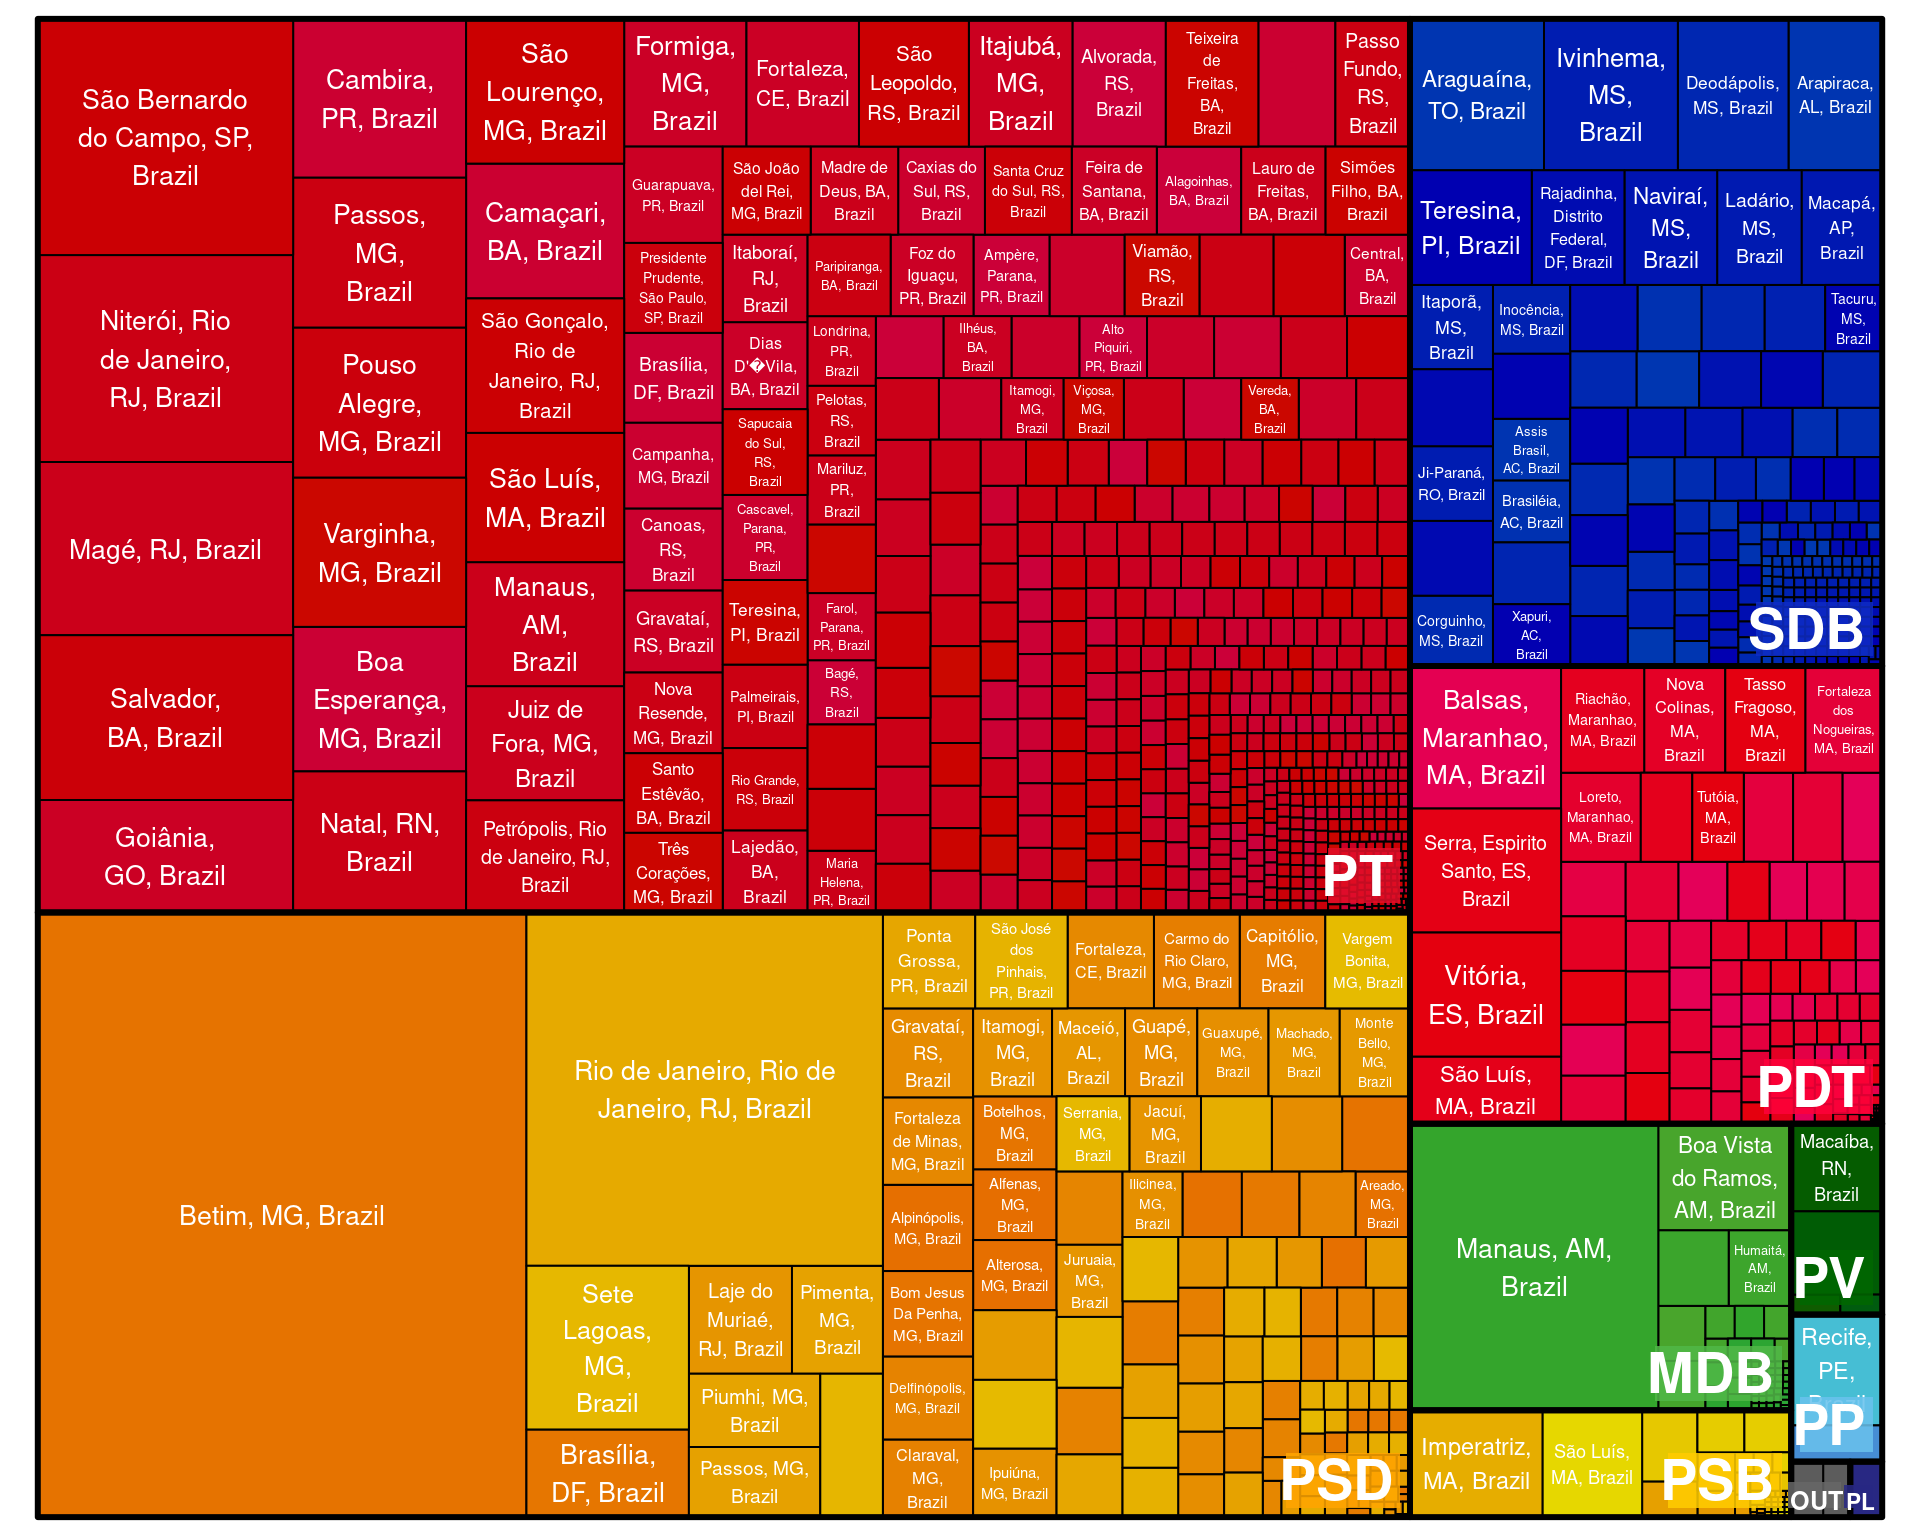 São Bernardo
do Campo, SP,
Brazil
Niterói, Rio
de Janeiro,
RJ, Brazil
Magé, RJ, Brazil
Salvador,
BA, Brazil
Goiânia,
GO, Brazil
Cambira,
PR, Brazil
Passos,
MG,
Brazil
Pouso
Alegre,
MG, Brazil
Varginha,
MG, Brazil
Boa
Esperança,
MG, Brazil
Natal, RN,
Brazil
São
Lourenço,
MG, Brazil
Camaçari,
BA, Brazil
São Gonçalo,
Rio de
Janeiro, RJ,
Brazil
São Luís,
MA, Brazil
Manaus,
AM,
Brazil
Juiz de
Fora, MG,
Brazil
Petrópolis, Rio
de Janeiro, RJ,
Brazil
Formiga,
MG,
Brazil
Fortaleza,
CE, Brazil
São
Leopoldo,
RS, Brazil
Itajubá,
MG,
Brazil
Alvorada,
RS,
Brazil
Teixeira
de
Freitas,
BA,
Brazil
Passo
Fundo,
RS,
Brazil
Guarapuava,
PR, Brazil
Presidente
Prudente,
São Paulo,
SP, Brazil
Brasília,
DF, Brazil
Campanha,
MG, Brazil
Canoas,
RS,
Brazil
Gravataí,
RS, Brazil
Nova
Resende,
MG, Brazil
Santo
Estêvão,
BA, Brazil
Três
Corações,
MG, Brazil
São João
del Rei,
MG, Brazil
Madre de
Deus, BA,
Brazil
Caxias do
Sul, RS,
Brazil
Santa Cruz
do Sul, RS,
Brazil
Feira de
Santana,
BA, Brazil
Alagoinhas,
BA, Brazil
Lauro de
Freitas,
BA, Brazil
Simões
Filho, BA,
Brazil
Itaboraí,
RJ,
Brazil
Dias
D'�Vila,
BA, Brazil
Sapucaia
do Sul,
RS,
Brazil
Cascavel,
Parana,
PR,
Brazil
Teresina,
PI, Brazil
Palmeirais,
PI, Brazil
Rio Grande,
RS, Brazil
Lajedão,
BA,
Brazil
Paripiranga,
BA, Brazil
Foz do
Iguaçu,
PR, Brazil
Ampère,
Parana,
PR, Brazil
Viamão,
RS,
Brazil
Central,
BA,
Brazil
Londrina,
PR,
Brazil
Pelotas,
RS,
Brazil
Mariluz,
PR,
Brazil
Farol,
Parana,
PR, Brazil
Bagé,
RS,
Brazil
Maria
Helena,
PR, Brazil
Ilhéus,
BA,
Brazil
Alto
Piquiri,
PR, Brazil
Itamogi,
MG,
Brazil
Viçosa,
MG,
Brazil
Vereda,
BA,
Brazil
PT
Araguaína,
TO, Brazil
Ivinhema,
MS,
Brazil
Deodápolis,
MS, Brazil
Arapiraca,
AL, Brazil
Teresina,
PI, Brazil
Rajadinha,
Distrito
Federal,
DF, Brazil
Naviraí,
MS,
Brazil
Ladário,
MS,
Brazil
Macapá,
AP,
Brazil
Itaporã,
MS,
Brazil
Ji-Paraná,
RO, Brazil
Corguinho,
MS, Brazil
Inocência,
MS, Brazil
Assis
Brasil,
AC, Brazil
Brasiléia,
AC, Brazil
Xapuri,
AC,
Brazil
Tacuru,
MS,
Brazil
SDB
Balsas,
Maranhao,
MA, Brazil
Serra, Espirito
Santo, ES,
Brazil
Vitória,
ES, Brazil
São Luís,
MA, Brazil
Riachão,
Maranhao,
MA, Brazil
Nova
Colinas,
MA,
Brazil
Tasso
Fragoso,
MA,
Brazil
Fortaleza
dos
Nogueiras,
MA, Brazil
Loreto,
Maranhao,
MA, Brazil
Tutóia,
MA,
Brazil
PDT
Betim, MG, Brazil
Rio de Janeiro, Rio de
Janeiro, RJ, Brazil
Sete
Lagoas,
MG,
Brazil
Brasília,
DF, Brazil
Laje do
Muriaé,
RJ, Brazil
Pimenta,
MG,
Brazil
Piumhi, MG,
Brazil
Passos, MG,
Brazil
Ponta
Grossa,
PR, Brazil
São José
dos
Pinhais,
PR, Brazil
Fortaleza,
CE, Brazil
Carmo do
Rio Claro,
MG, Brazil
Capitólio,
MG,
Brazil
Vargem
Bonita,
MG, Brazil
Gravataí,
RS,
Brazil
Fortaleza
de Minas,
MG, Brazil
Alpinópolis,
MG, Brazil
Bom Jesus
Da Penha,
MG, Brazil
Delfinópolis,
MG, Brazil
Claraval,
MG,
Brazil
Itamogi,
MG,
Brazil
Maceió,
AL,
Brazil
Guapé,
MG,
Brazil
Guaxupé,
MG,
Brazil
Machado,
MG,
Brazil
Monte
Belo,
MG,
Brazil
Botelhos,
MG,
Brazil
Alfenas,
MG,
Brazil
Alterosa,
MG, Brazil
Ipuiúna,
MG, Brazil
Serrania,
MG,
Brazil
Jacuí,
MG,
Brazil
Juruaia,
MG,
Brazil
Ilicinea,
MG,
Brazil
Areado,
MG,
Brazil
PSD
Manaus, AM,
Brazil
Boa Vista
do Ramos,
AM, Brazil
Humaitá,
AM,
Brazil
MDB
Macaíba,
RN,
Brazil
PV
Recife,
PE,
Brazil
PP
Imperatriz,
MA, Brazil
São Luís,
MA, Brazil
PSB
OUT
PL